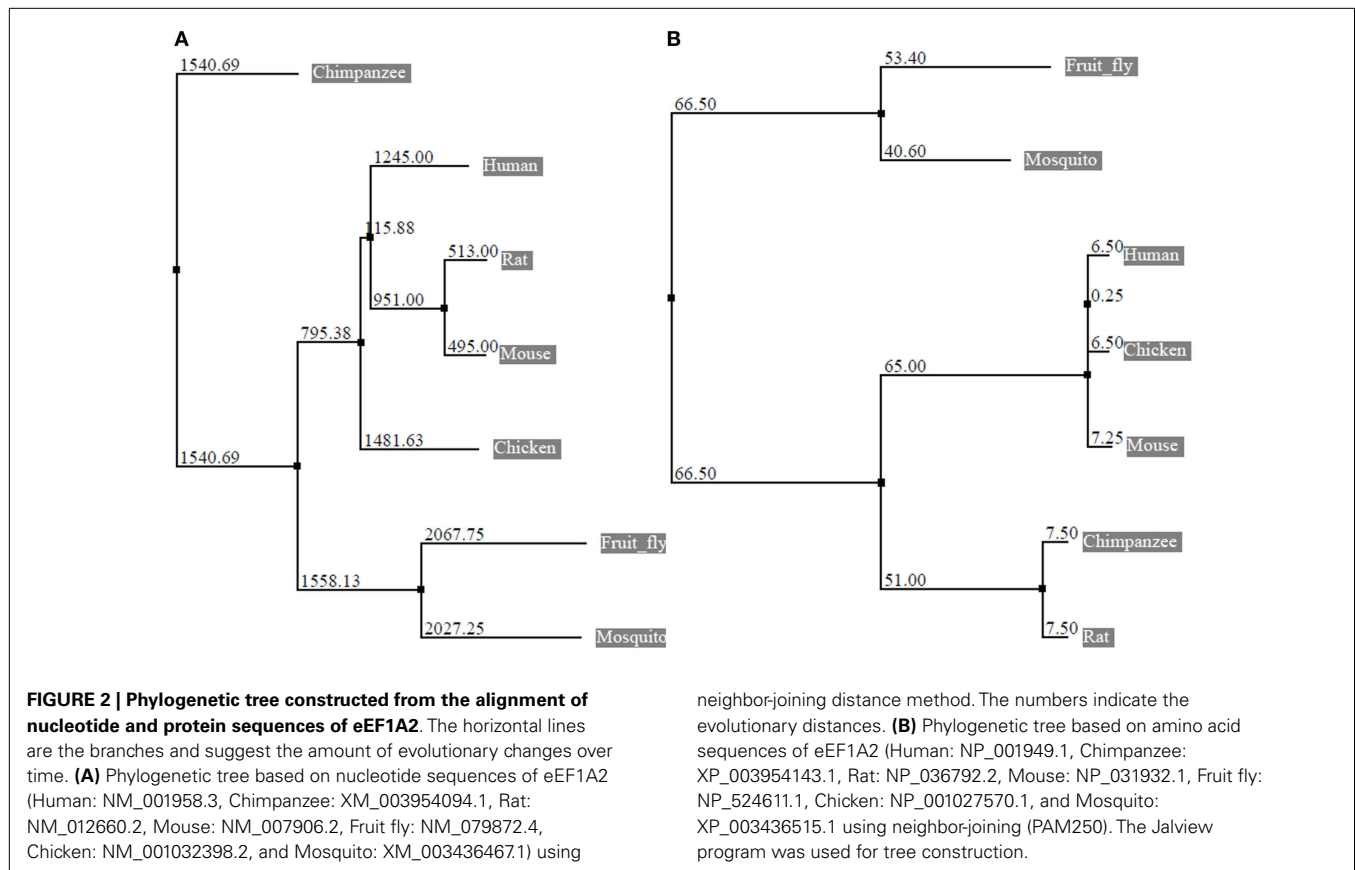 A
1540.69
Chimpanzee
1245.00
Human
115.88
513.00
Rat
951.00
795.38
495.00
Mouse
1481.63
Chicken
1540.69
2067.75
Fruit_fly
1558.13
2027.25
Mosquito
B
53.40
Fruit_fly
66.50
40.60
Mosquito
6.50
Human
0.25
6.50
Chicken
65.00
7.25
Mouse
66.50
7.50
Chimpanzee
51.00
7.50
Rat
FIGURE 2 | Phylogenetic tree constructed from the alignment of
nucleotide and protein sequences of eEF1A2. The horizontal lines
are the branches and suggest the amount of evolutionary changes over
time. (A) Phylogenetic tree based on nucleotide sequences of eEF1A2
(Human: NM_001958.3, Chimpanzee: XM_003954094.1, Rat:
NM_012660.2, Mouse: NM_007906.2, Fruit fly: NM_079872.4,
Chicken: NM_001032398.2, and Mosquito: XM_003436467.1) using
neighbor-joining distance method. The numbers indicate the
evolutionary distances. (B) Phylogenetic tree based on amino acid
sequences of eEF1A2 (Human: NP_001949.1, Chimpanzee:
XP_003954143.1, Rat: NP_036792.2, Mouse: NP_031932.1, Fruit fly:
NP_524611.1, Chicken: NP_001027570.1, and Mosquito:
XP_003436515.1 using neighbor-joining (PAM250). The Jalview
program was used for tree construction.